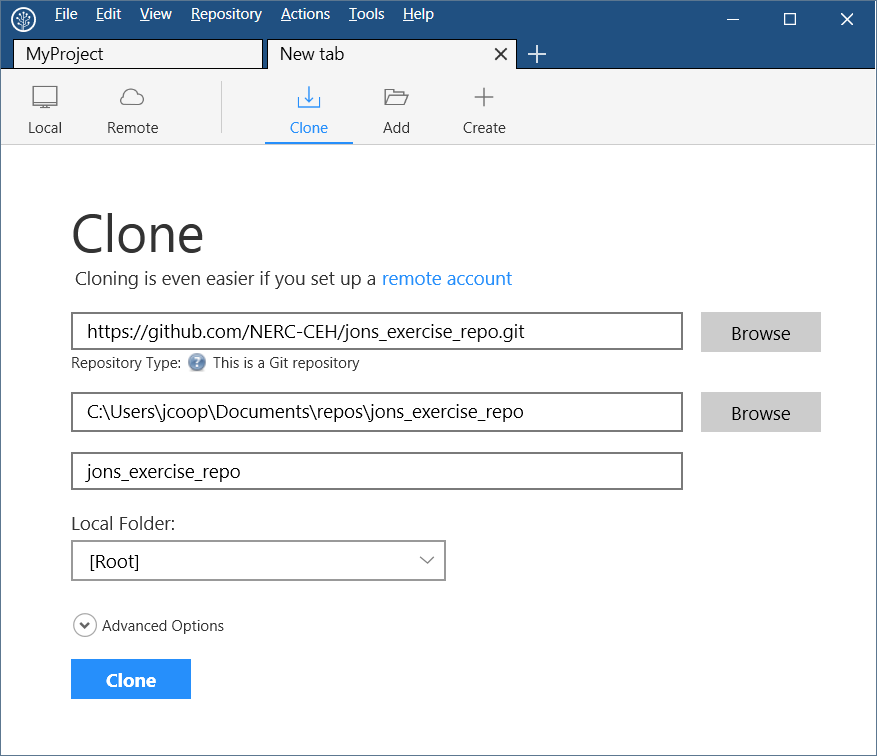 File Edit View Repository Actions Tools Help
MyProject New tab
Local Remote Clone Add Create
Clone
Cloning is even easier if you set up a remote account
https://github.com/NERC-CEH/jons_exercise_repo.git Browse
Repository Type: ? This is a Git repository
C:\Users\jcoop\Documents\repos\jons_exercise_repo Browse
jons_exercise_repo
Local Folder:
[Root]
Advanced Options
Clone